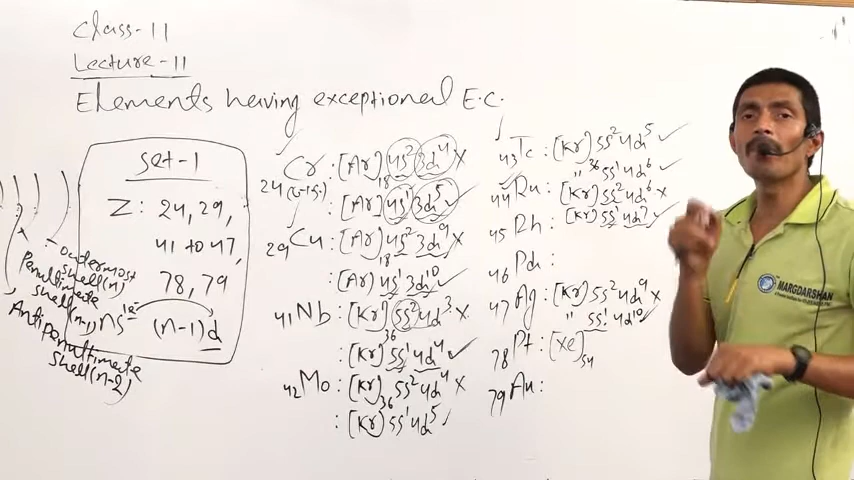 Class-11
Lecture-11
Elements having exceptional E.C.
Set-1
Z: 24, 29,
41 to 47,
78, 79
ns¹ᵉ⁻ (n-1)d
- outermost shell(n)
Penultimate shell(n-1)
Antipenultimate shell(n-2)
₂₄Cr : [Ar]₁₈ 4s² 3d⁴ ×
: [Ar] 4s¹ 3d⁵ ✓
₂₉Cu : [Ar]₁₈ 4s² 3d⁹ ×
[Ar] 4s¹ 3d¹⁰ ✓
₄₁Nb : [Kr]₃₆ 5s² 4d³ ×
[Kr] 5s¹ 4d⁴ ✓
₄₂Mo : [Kr]₃₆ 5s² 4d⁴ ×
: [Kr] 5s¹ 4d⁵ ✓
₄₃Tc : [Kr]₃₆ 5s² 4d⁵ ✓
" 5s¹ 4d⁶ ✓
₄₄Ru : [Kr] 5s² 4d⁶ ×
[Kr] 5s¹ 4d⁷ ✓
₄₅Rh :
₄₆Pd :
₄₇Ag : [Kr] 5s² 4d⁹ ×
" 5s¹ 4d¹⁰ ✓
₇₈Pt : [Xe]₅₄
₇₉Au :
MARGDARSHAN